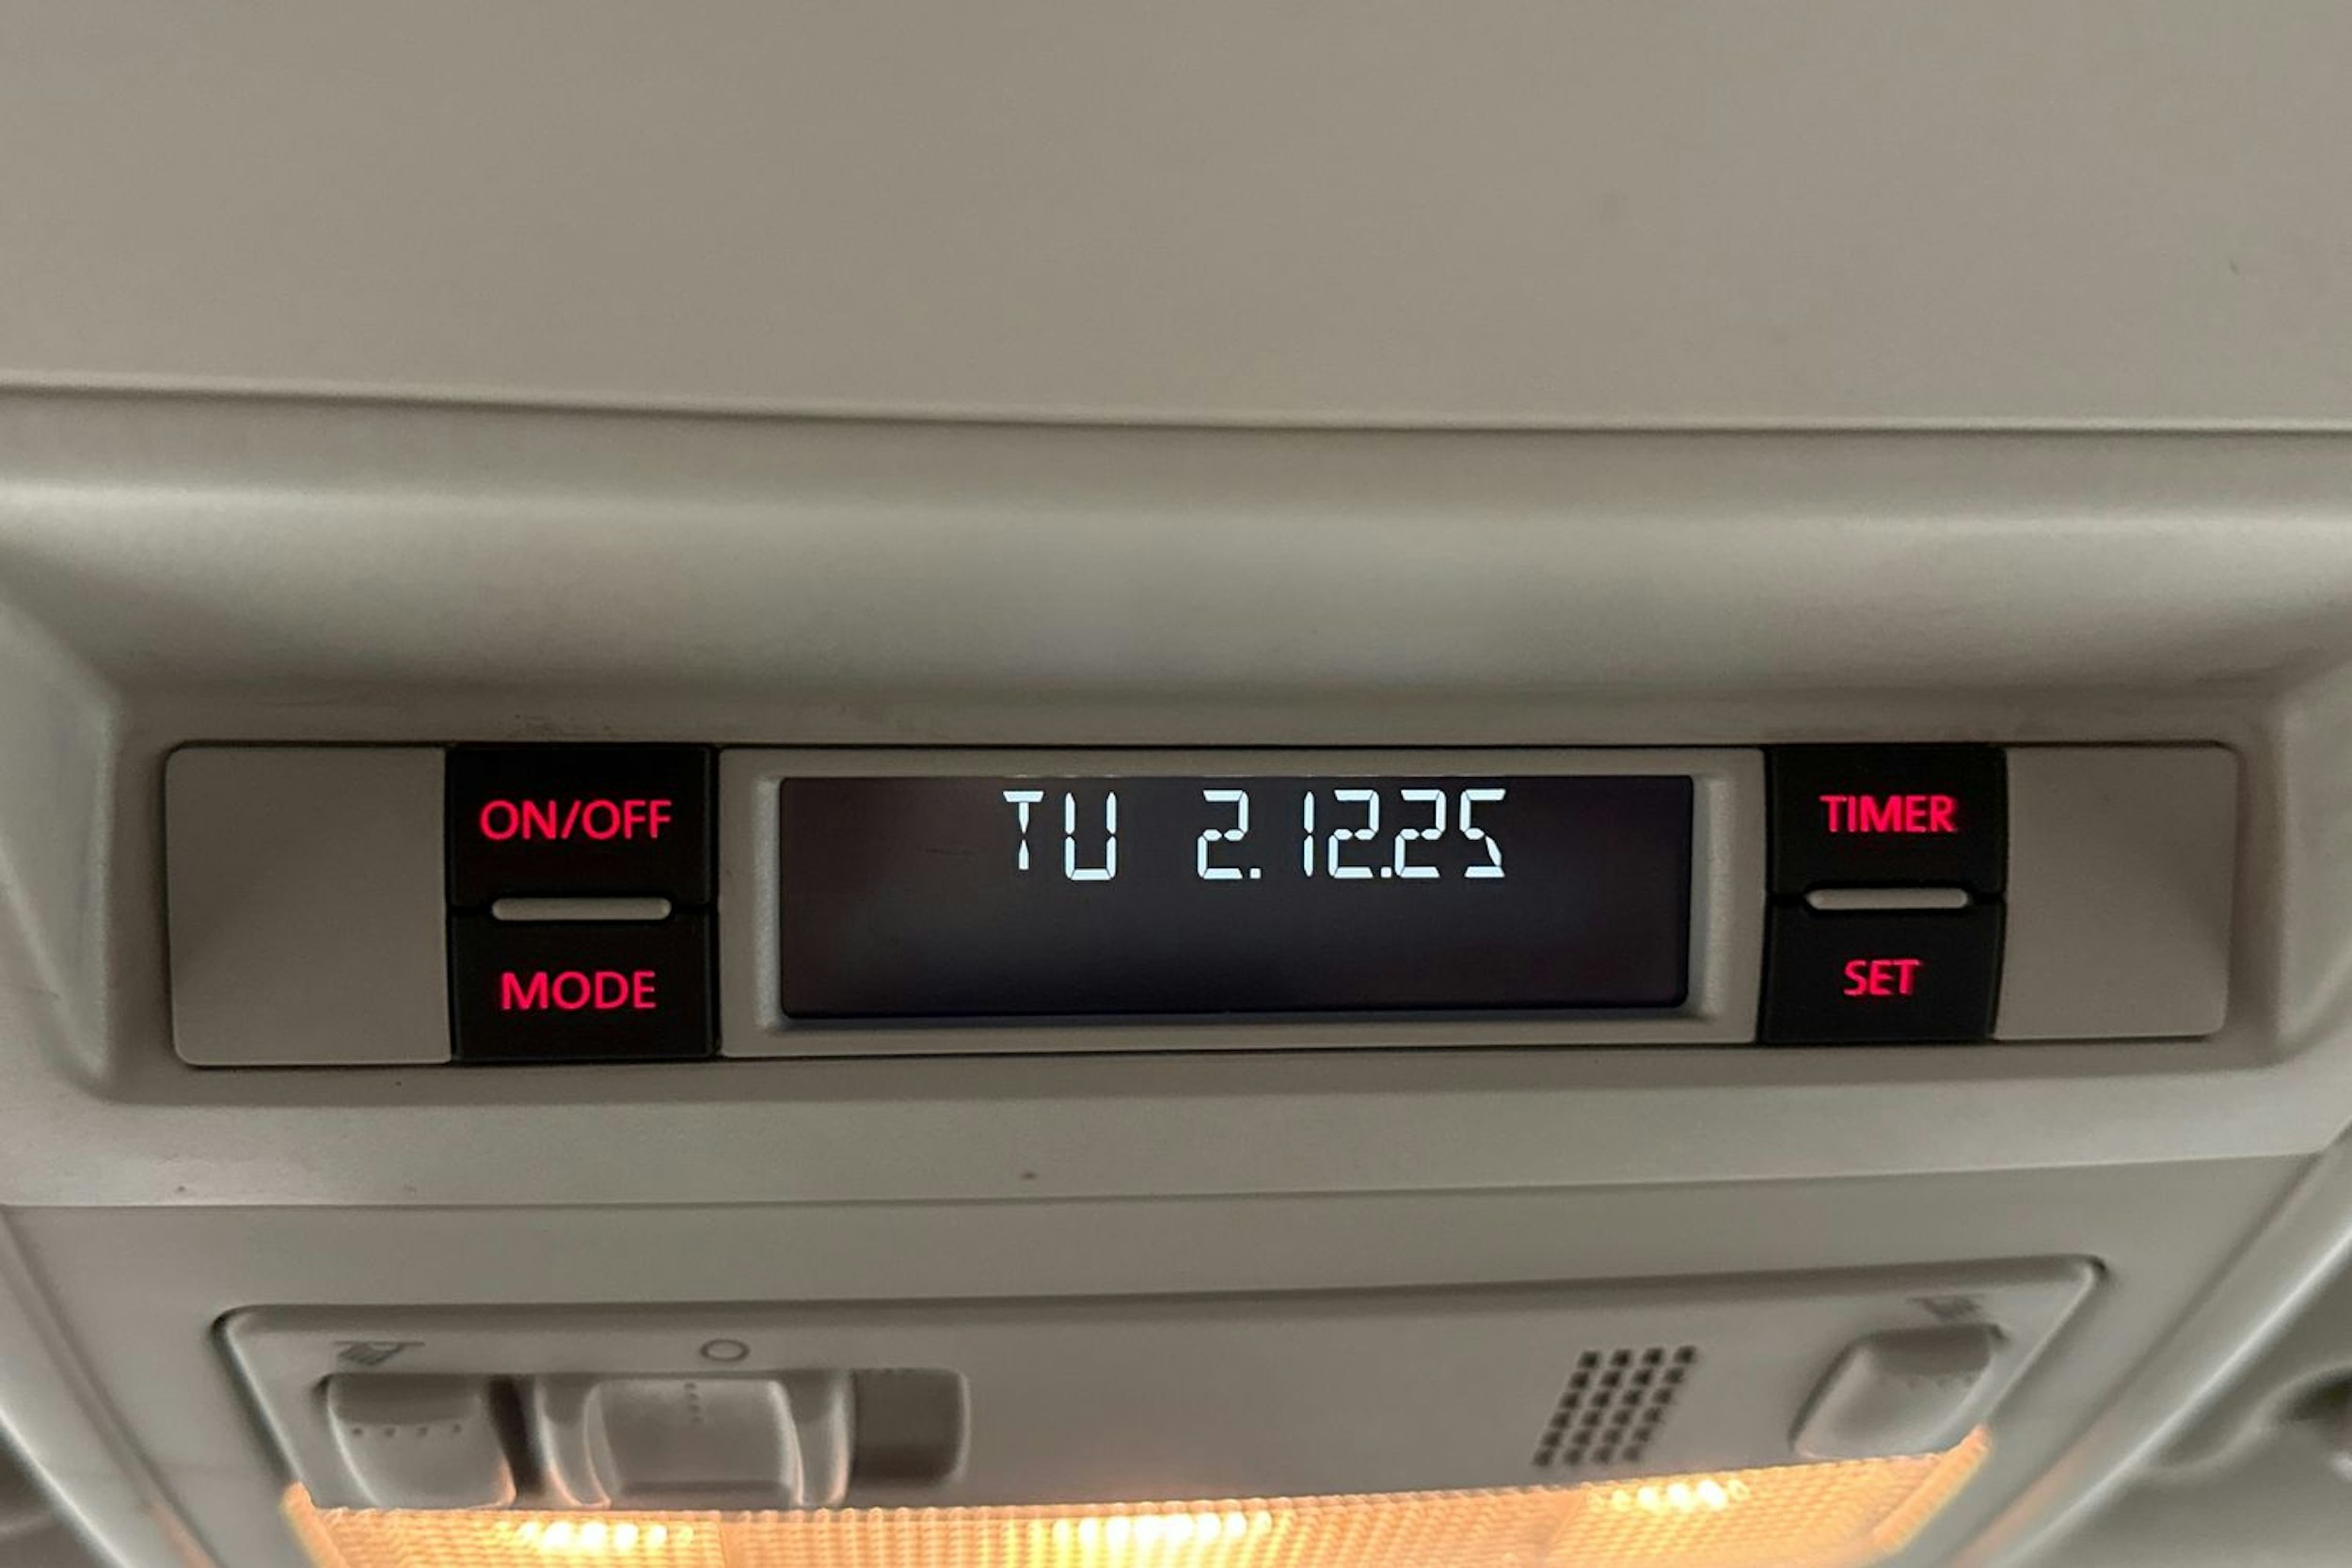 ON/OFF
MODE
TU 2.12.25
TIMER
SET